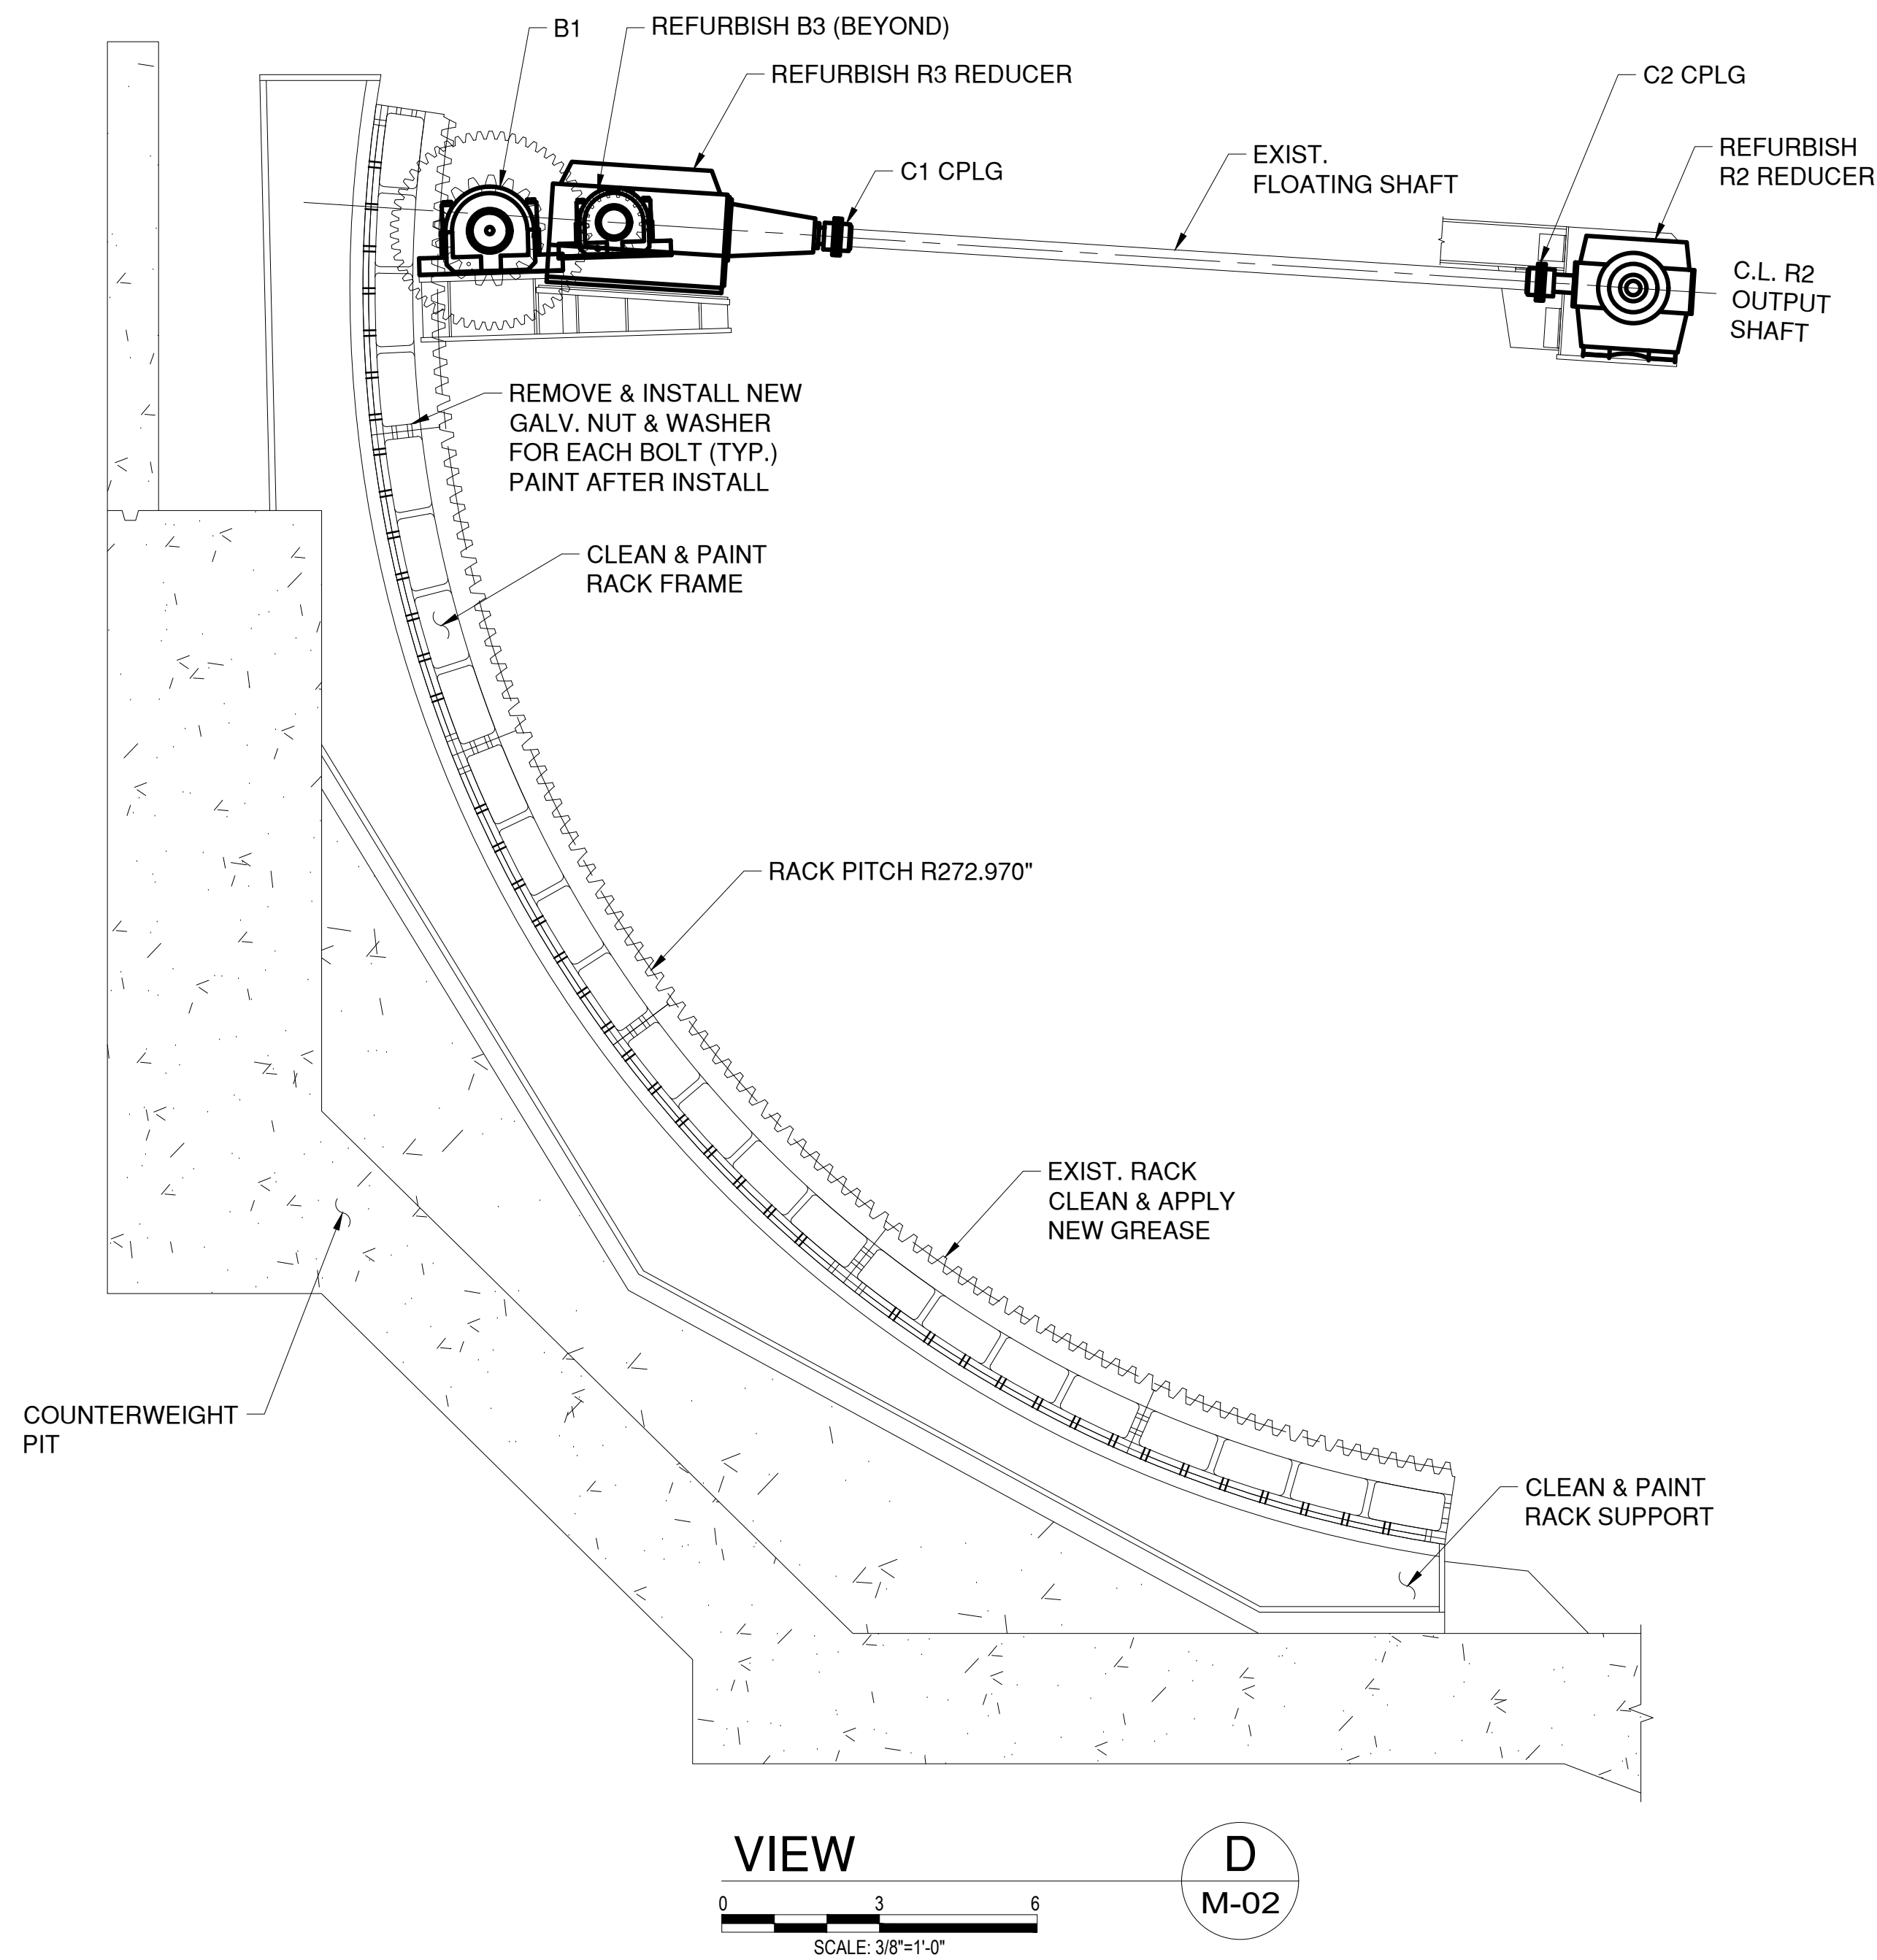 B1
REFURBISH B3 (BEYOND)
REFURBISH R3 REDUCER
C2 CPLG
C1 CPLG
EXIST.
FLOATING SHAFT
REFURBISH
R2 REDUCER
C.L. R2
OUTPUT
SHAFT
REMOVE & INSTALL NEW
GALV. NUT & WASHER
FOR EACH BOLT (TYP.)
PAINT AFTER INSTALL
CLEAN & PAINT
RACK FRAME
RACK PITCH R272.970"
EXIST. RACK
CLEAN & APPLY
NEW GREASE
COUNTERWEIGHT
PIT
CLEAN & PAINT
RACK SUPPORT
VIEW
D
M-02
0 3 6
SCALE: 3/8"=1'-0"